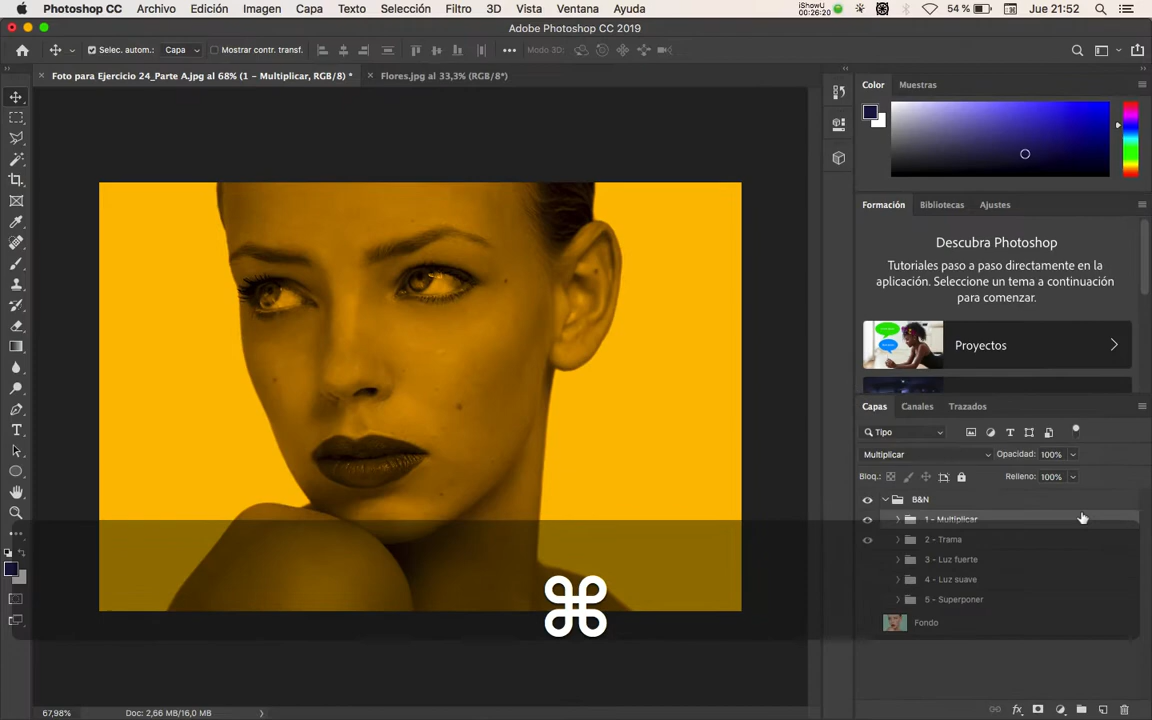 Photoshop CC Archivo Edición Imagen Capa Texto Selección Filtro 3D Vista Ventana Ayuda iShowU 00:26:20 54 % Jue 21:52
Adobe Photoshop CC 2019
Selec. autom.: Capa Mostrar contr. transf. Modo 3D:
Foto para Ejercicio 24_Parte A.jpg al 68% (1 – Multiplicar, RGB/8) * Flores.jpg al 33,3% (RGB/8*)
Color Muestras
Formación Bibliotecas Ajustes
Descubra Photoshop
Tutoriales paso a paso directamente en la
aplicación. Seleccione un tema a continuación
para comenzar.
Proyectos
Capas Canales Trazados
Tipo
Multiplicar Opacidad: 100%
Bloq.: Relleno: 100%
B&N
1 – Multiplicar
2 – Trama
3 – Luz fuerte
4 – Luz suave
5 – Superponer
⌘
Fondo
67,98% Doc: 2,66 MB/16,0 MB